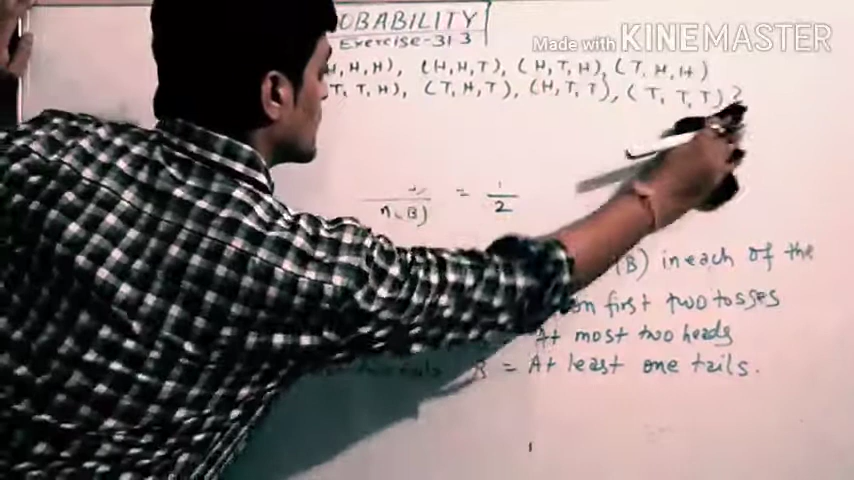 OBABILITY
Exercise-31.3
Made with KINEMASTER
H, H, H), (H, H, T), (H, T, H), (T, H, H)
T, T, H), (T, H, T), (H, T, T), (T, T, T) }
n(B) = 1/2
(B) in each of the
on first two tosses
At most two heads
B = At least one tails.